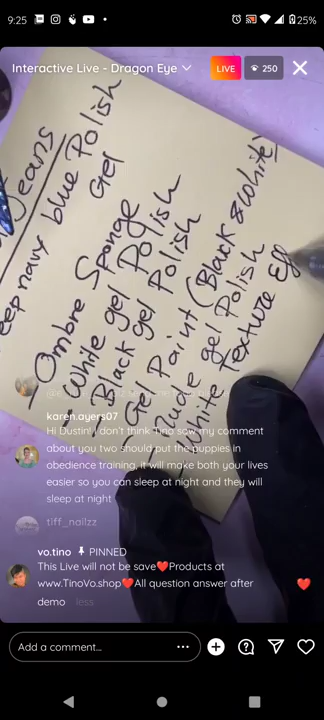 9:25
25%
Interactive Live - Dragon Eye
LIVE
250
Jeans
navy blue Polish
Gel
- Ombre Sponge
- White gel Polish
- Black gel Polish
- Gel Paint (Black & White)
- Nude gel Polish
- White Texture
karen.ayers07
Hi Dustin! I don't think Tino saw my comment
about you two should put the puppies in
obedience training, it will make both your lives
easier so you can sleep at night and they will
sleep at night
tiff_nailzz
vo.tino PINNED
This Live will not be save❤️Products at
www.TinoVo.shop❤️All question answer after
demo less
Add a comment...